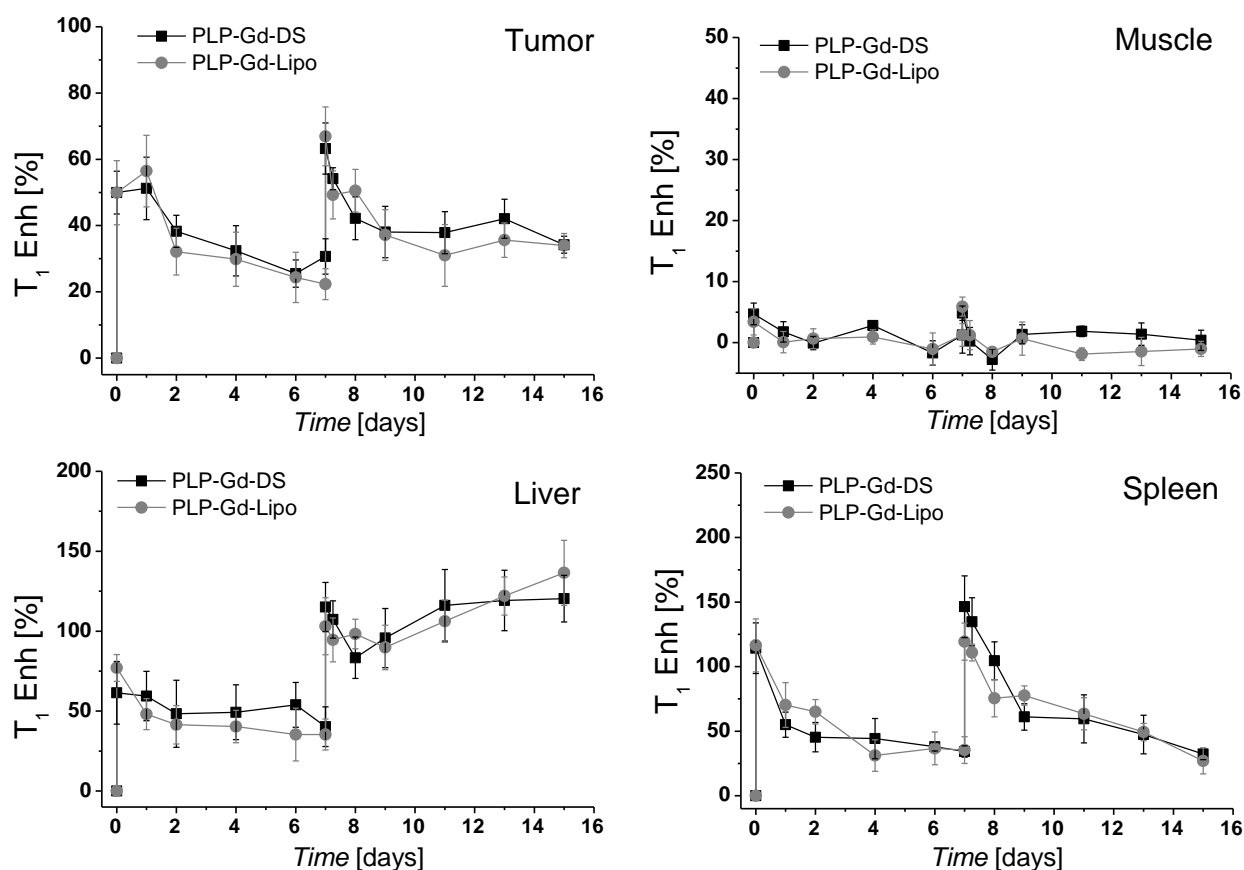 Tumor
PLP-Gd-DS
PLP-Gd-Lipo
T1 Enh [%]
100
80
60
40
20
0
0 2 4 6 8 10 12 14 16
Time [days]
Muscle
PLP-Gd-DS
PLP-Gd-Lipo
T1 Enh [%]
50
40
30
20
10
0
0 2 4 6 8 10 12 14 16
Time [days]
Liver
PLP-Gd-DS
PLP-Gd-Lipo
T1 Enh [%]
200
150
100
50
0
0 2 4 6 8 10 12 14 16
Time [days]
Spleen
PLP-Gd-DS
PLP-Gd-Lipo
T1 Enh [%]
250
200
150
100
50
0
0 2 4 6 8 10 12 14 16
Time [days]